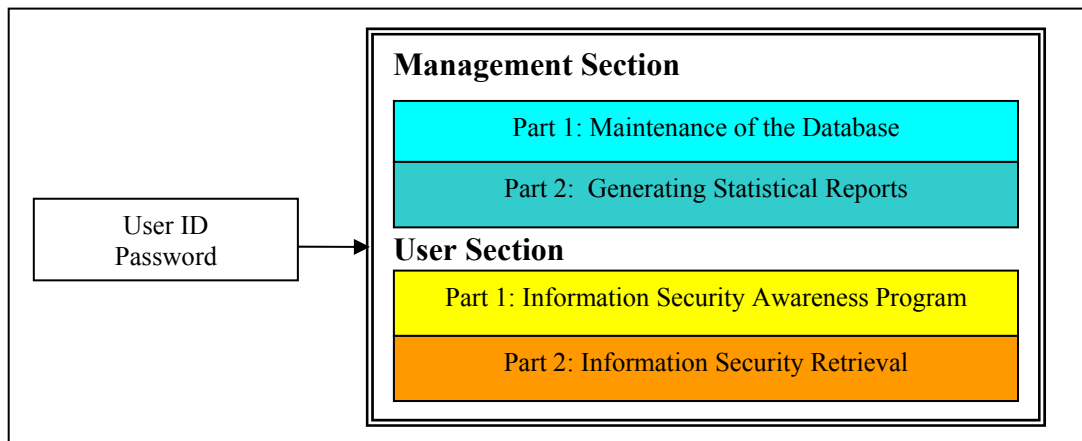 Management Section
Part 1: Maintenance of the Database
Part 2: Generating Statistical Reports
User ID
Password
User Section
Part 1: Information Security Awareness Program
Part 2: Information Security Retrieval